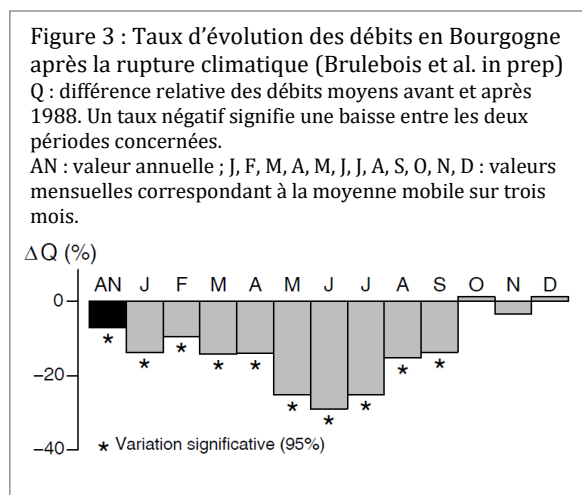 Figure 3 : Taux d’évolution des débits en Bourgogne
après la rupture climatique (Brulebois et al. in prep)
Q : différence relative des débits moyens avant et après
1988. Un taux négatif signifie une baisse entre les deux
périodes concernées.
AN : valeur annuelle ; J, F, M, A, M, J, J, A, S, O, N, D : valeurs
mensuelles correspondant à la moyenne mobile sur trois
mois.
ΔQ (%)
AN J F M A M J J A S O N D
0
−20
−40
* * * * * * * * * *
* Variation significative (95%)